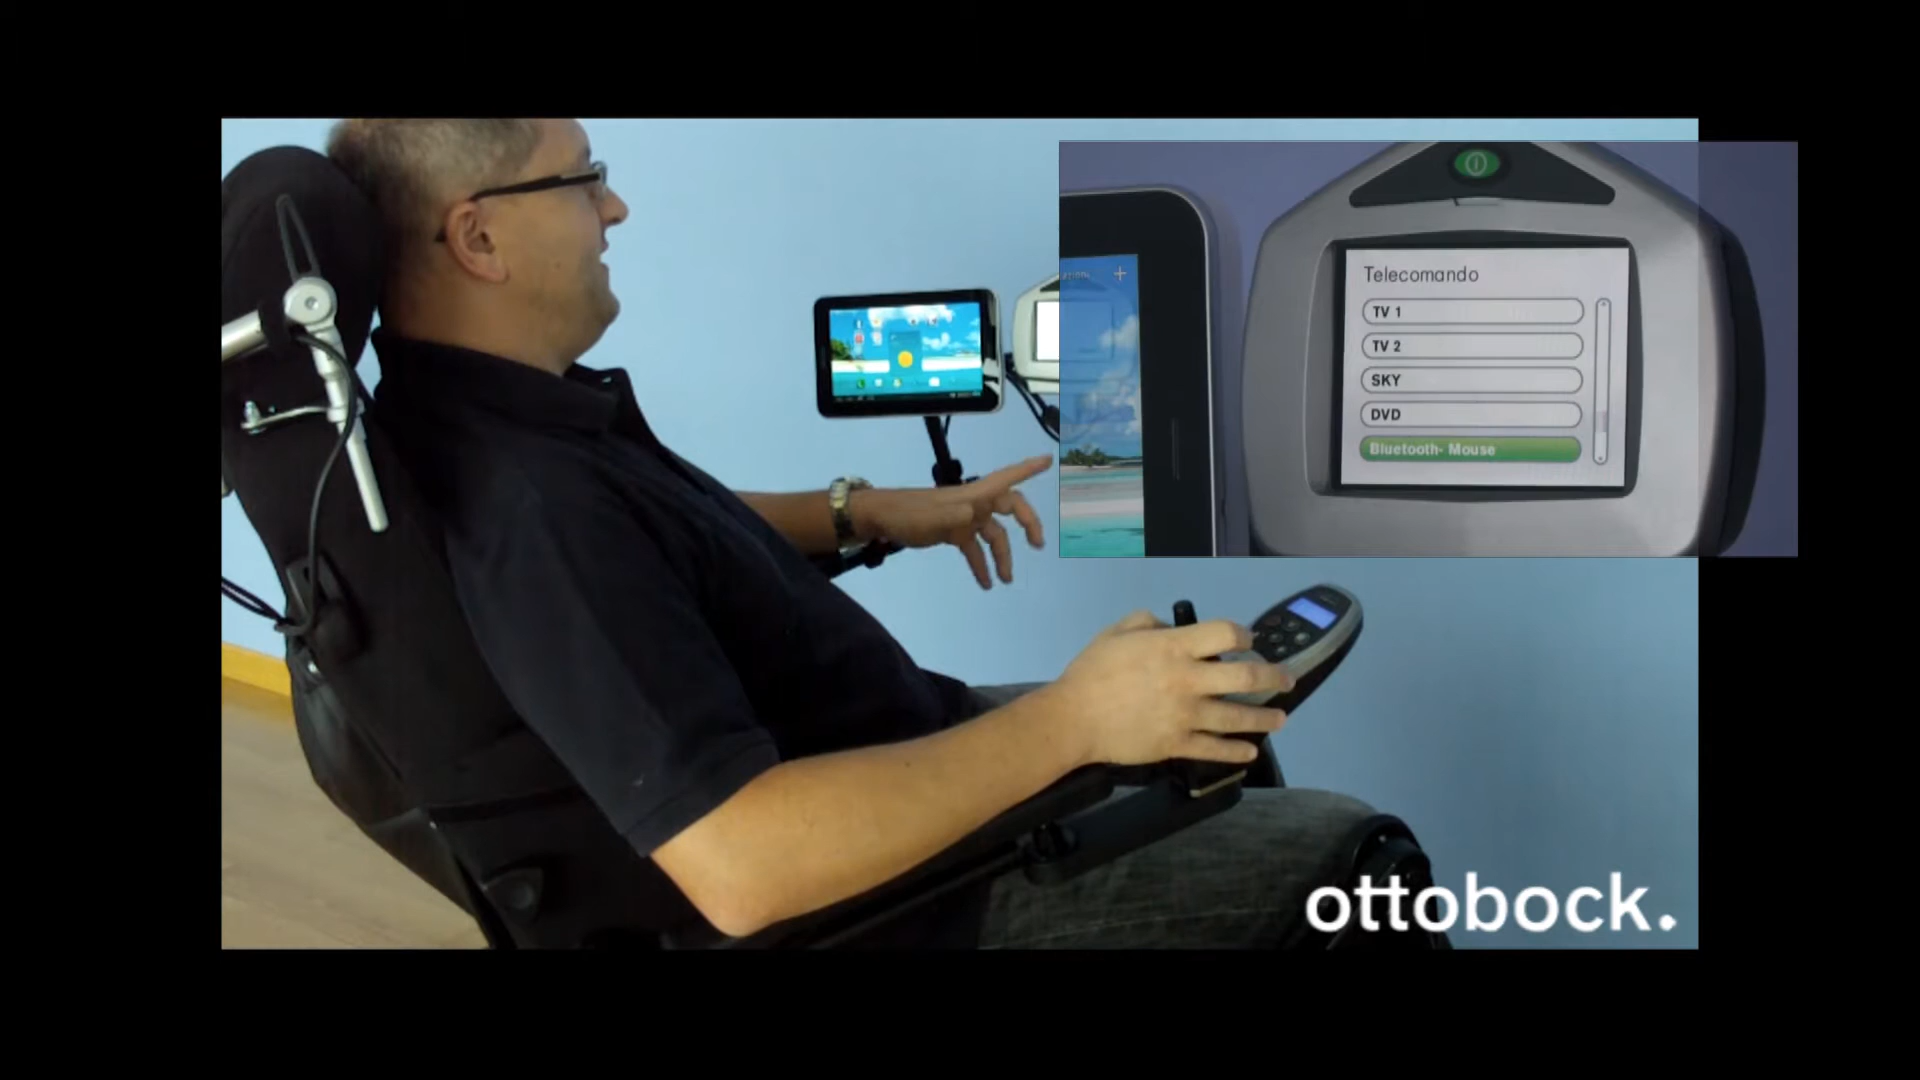 Telecomando
TV 1
TV 2
SKY
DVD
Bluetooth- Mouse
ottobock.